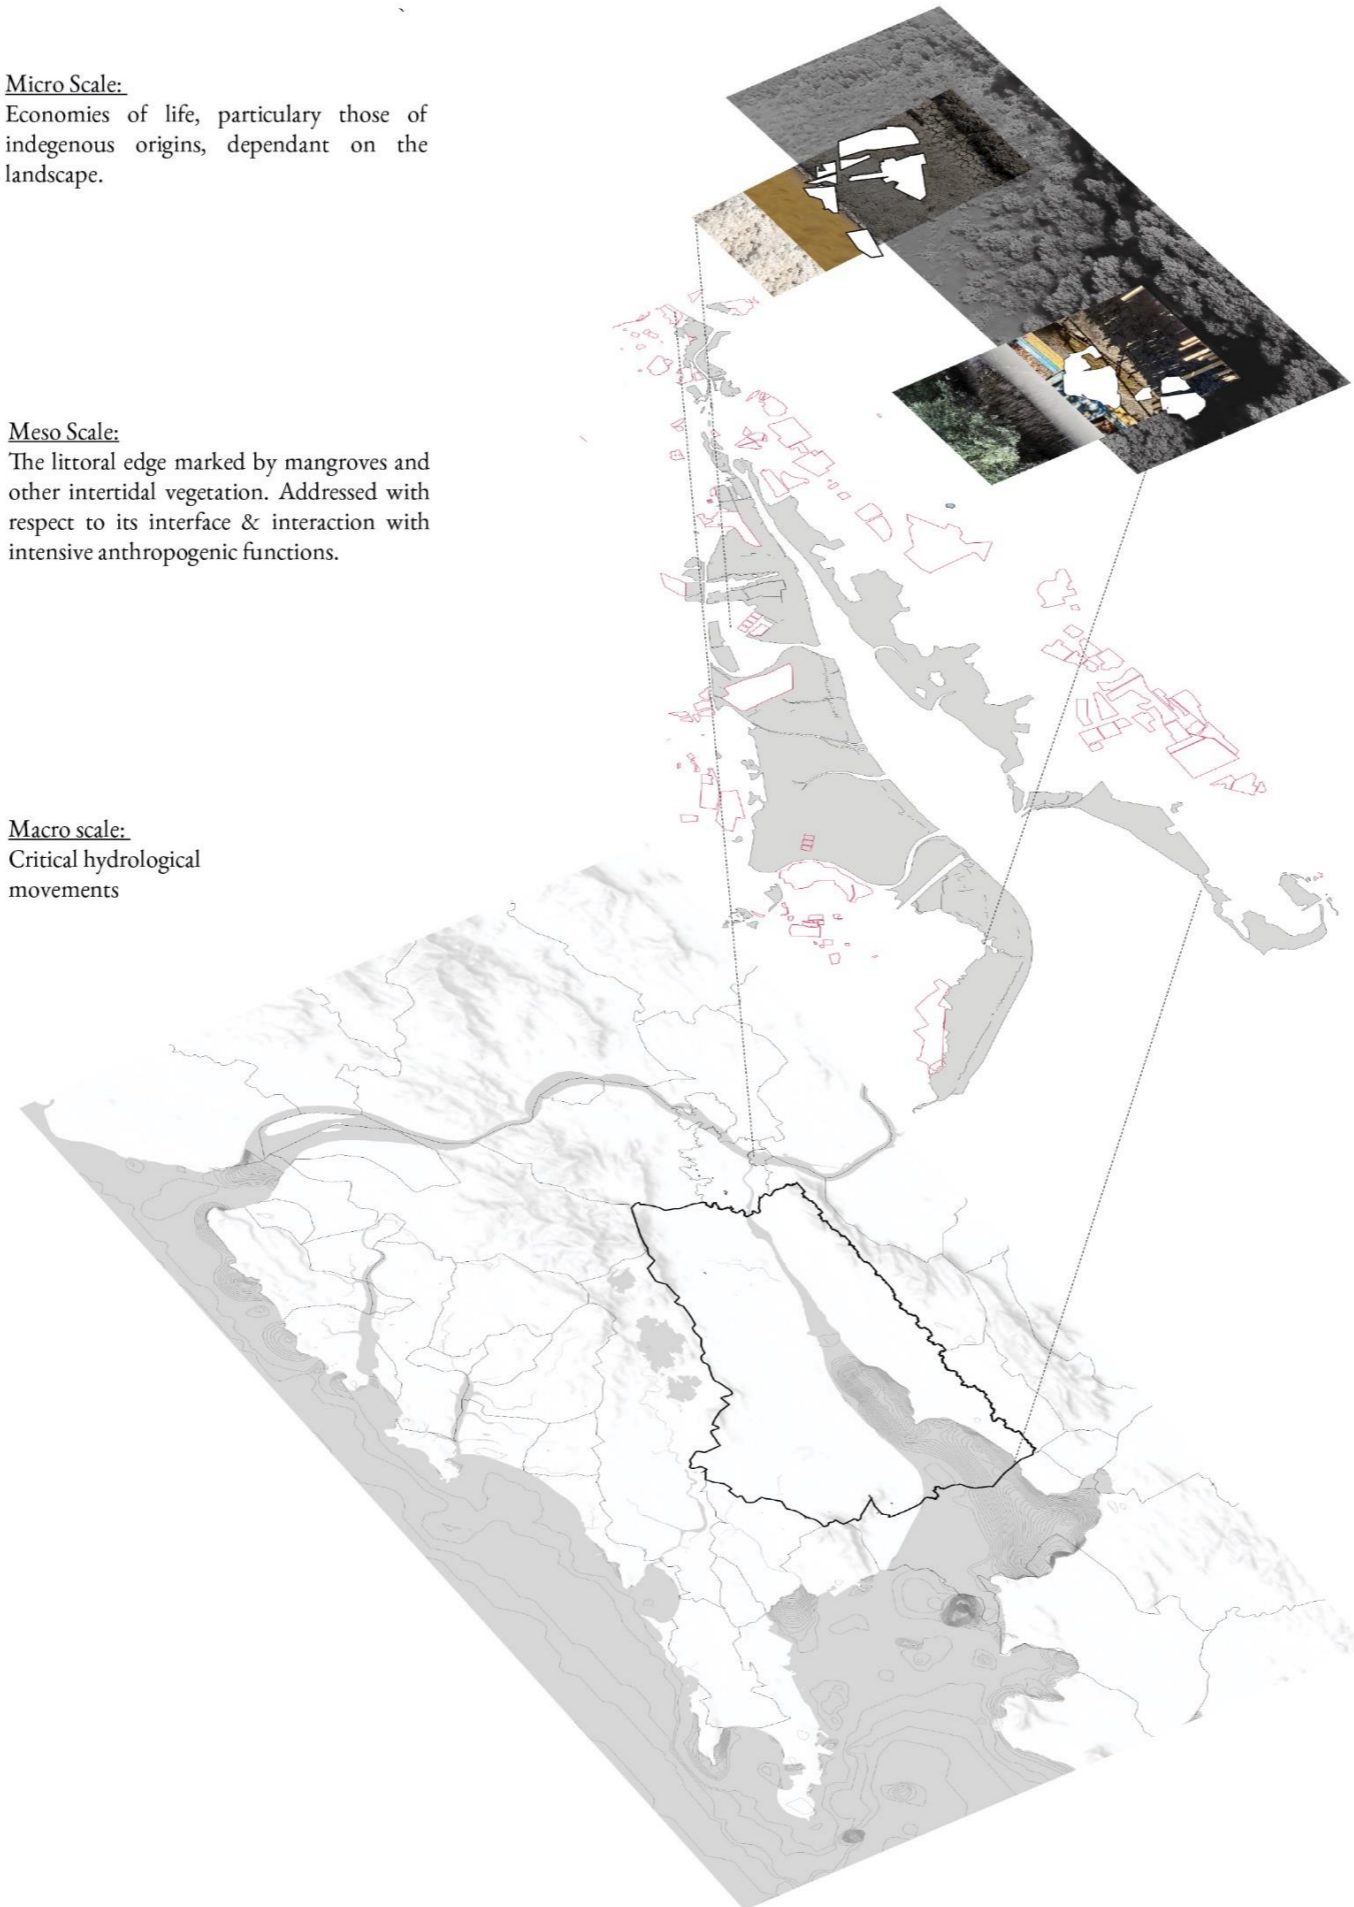 Micro Scale:
Economies of life, particulary those of
indegenous origins, dependant on the
landscape.
Meso Scale:
The littoral edge marked by mangroves and
other intertidal vegetation. Addressed with
respect to its interface & interaction with
intensive anthropogenic functions.
Macro scale:
Critical hydrological
movements